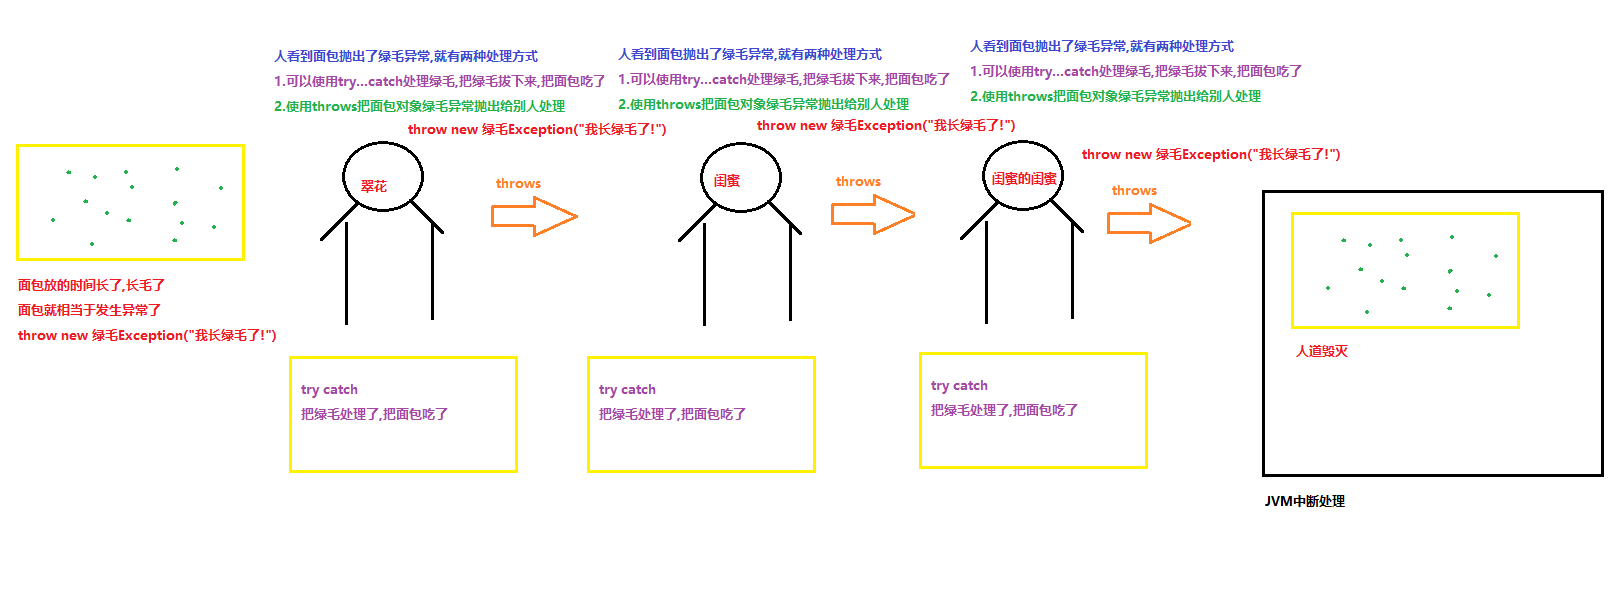 人看到面包抛出了绿毛异常,就有两种处理方式
1.可以使用try...catch处理绿毛,把绿毛拔下来,把面包吃了
2.使用throws把面包对象绿毛异常抛出给别人处理
throw new 绿毛Exception("我长绿毛了!")
翠花
throws
人看到面包抛出了绿毛异常,就有两种处理方式
1.可以使用try...catch处理绿毛,把绿毛拔下来,把面包吃了
2.使用throws把面包对象绿毛异常抛出给别人处理
throw new 绿毛Exception("我长绿毛了!")
闺蜜
throws
人看到面包抛出了绿毛异常,就有两种处理方式
1.可以使用try...catch处理绿毛,把绿毛拔下来,把面包吃了
2.使用throws把面包对象绿毛异常抛出给别人处理
throw new 绿毛Exception("我长绿毛了!")
闺蜜的闺蜜
throws
面包放的时间长了,长毛了
面包就相当于发生异常了
throw new 绿毛Exception("我长绿毛了!")
try catch
把绿毛处理了,把面包吃了
try catch
把绿毛处理了,把面包吃了
try catch
把绿毛处理了,把面包吃了
人道毁灭
JVM中断处理